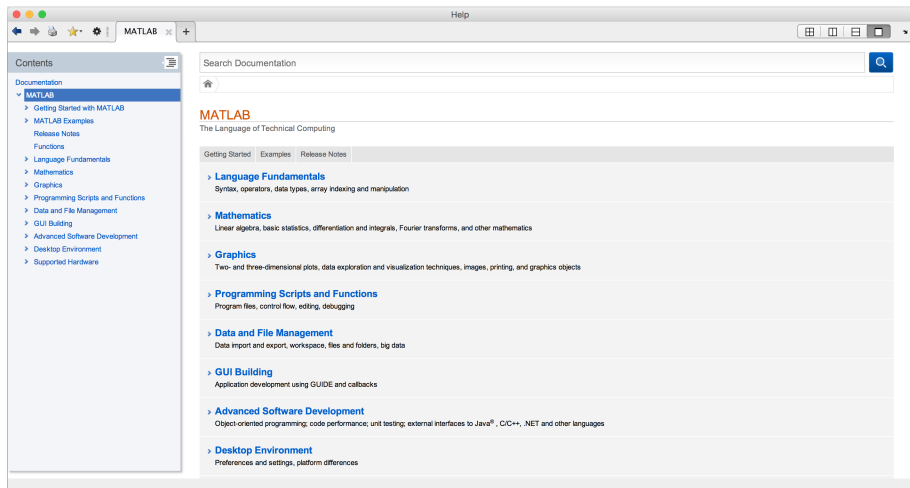 Help
MATLAB
Contents
Documentation
MATLAB
Getting Started with MATLAB
MATLAB Examples
Release Notes
Functions
Language Fundamentals
Mathematics
Graphics
Programming Scripts and Functions
Data and File Management
GUI Building
Advanced Software Development
Desktop Environment
Supported Hardware
Search Documentation
MATLAB
The Language of Technical Computing
Getting Started Examples Release Notes
Language Fundamentals
Syntax, operators, data types, array indexing and manipulation
Mathematics
Linear algebra, basic statistics, differentiation and integrals, Fourier transforms, and other mathematics
Graphics
Two- and three-dimensional plots, data exploration and visualization techniques, images, printing, and graphics objects
Programming Scripts and Functions
Program files, control flow, editing, debugging
Data and File Management
Data import and export, workspace, files and folders, big data
GUI Building
Application development using GUIDE and callbacks
Advanced Software Development
Object-oriented programming; code performance; unit testing; external interfaces to Java® , C/C++, .NET and other languages
Desktop Environment
Preferences and settings, platform differences